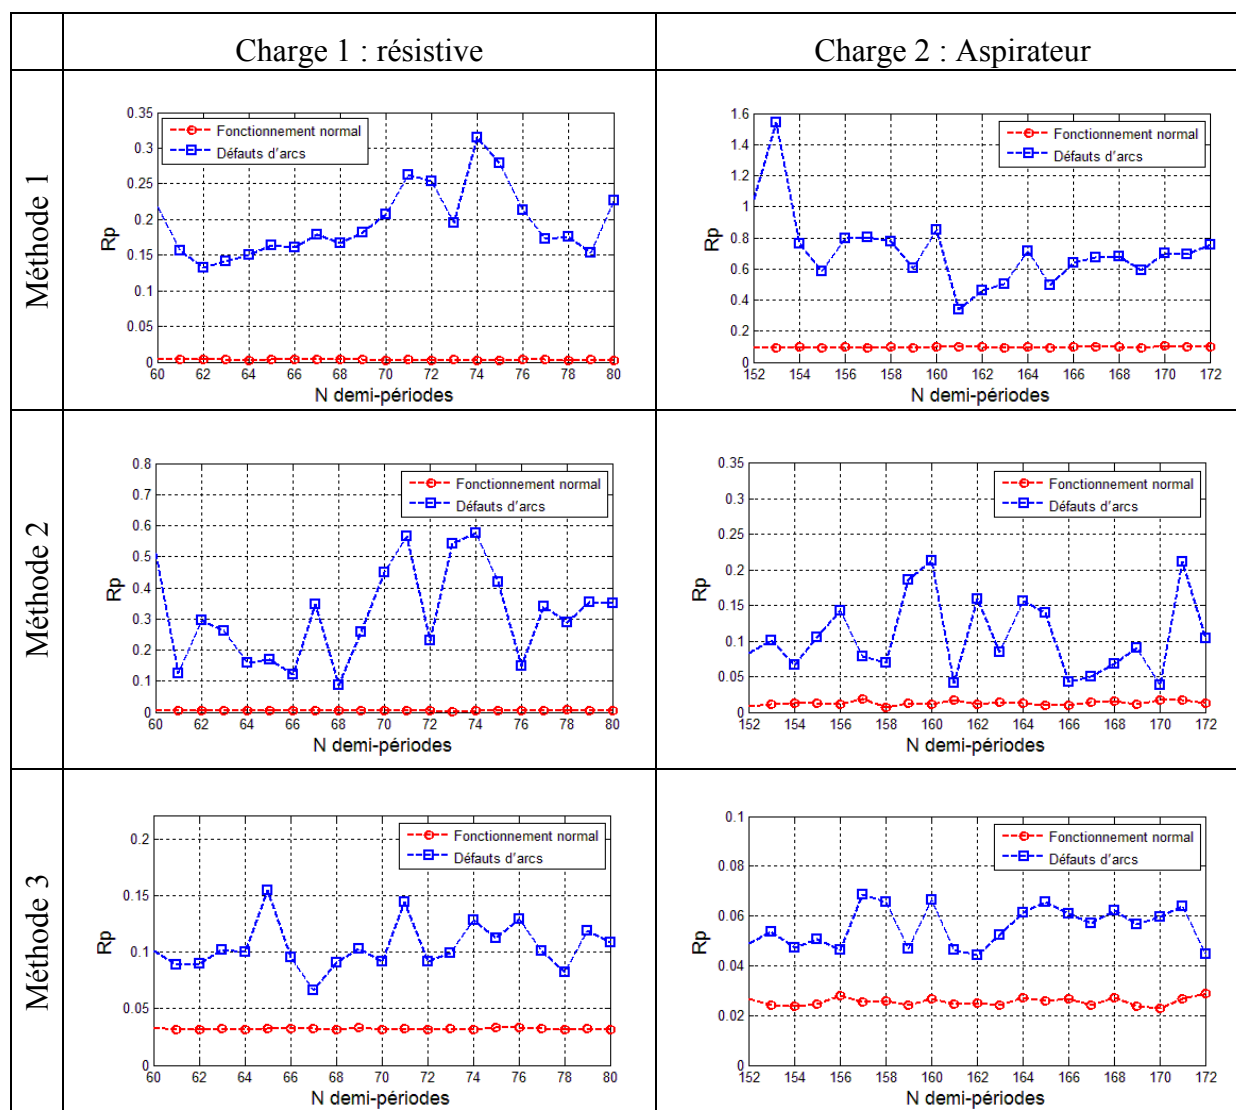 Charge 1 : résistive
Charge 2 : Aspirateur
Méthode 1
0.35
0.3
0.25
0.2
0.15
0.1
0.05
0
Rp
Fonctionnement normal
Défauts d'arcs
60 62 64 66 68 70 72 74 76 78 80
N demi-périodes
1.6
1.4
1.2
1
0.8
0.6
0.4
0.2
0
Rp
Fonctionnement normal
Défauts d'arcs
152 154 156 158 160 162 164 166 168 170 172
N demi-périodes
Méthode 2
0.8
0.7
0.6
0.5
0.4
0.3
0.2
0.1
0
Rp
Fonctionnement normal
Défauts d'arcs
60 62 64 66 68 70 72 74 76 78 80
N demi-périodes
0.35
0.3
0.25
0.2
0.15
0.1
0.05
0
Rp
Fonctionnement normal
Défauts d'arcs
152 154 156 158 160 162 164 166 168 170 172
N demi-périodes
Méthode 3
0.2
0.15
0.1
0.05
0
Rp
Fonctionnement normal
Défauts d'arcs
60 62 64 66 68 70 72 74 76 78 80
N demi-périodes
0.1
0.08
0.06
0.04
0.02
0
Rp
Fonctionnement normal
Défauts d'arcs
152 154 156 158 160 162 164 166 168 170 172
N demi-périodes